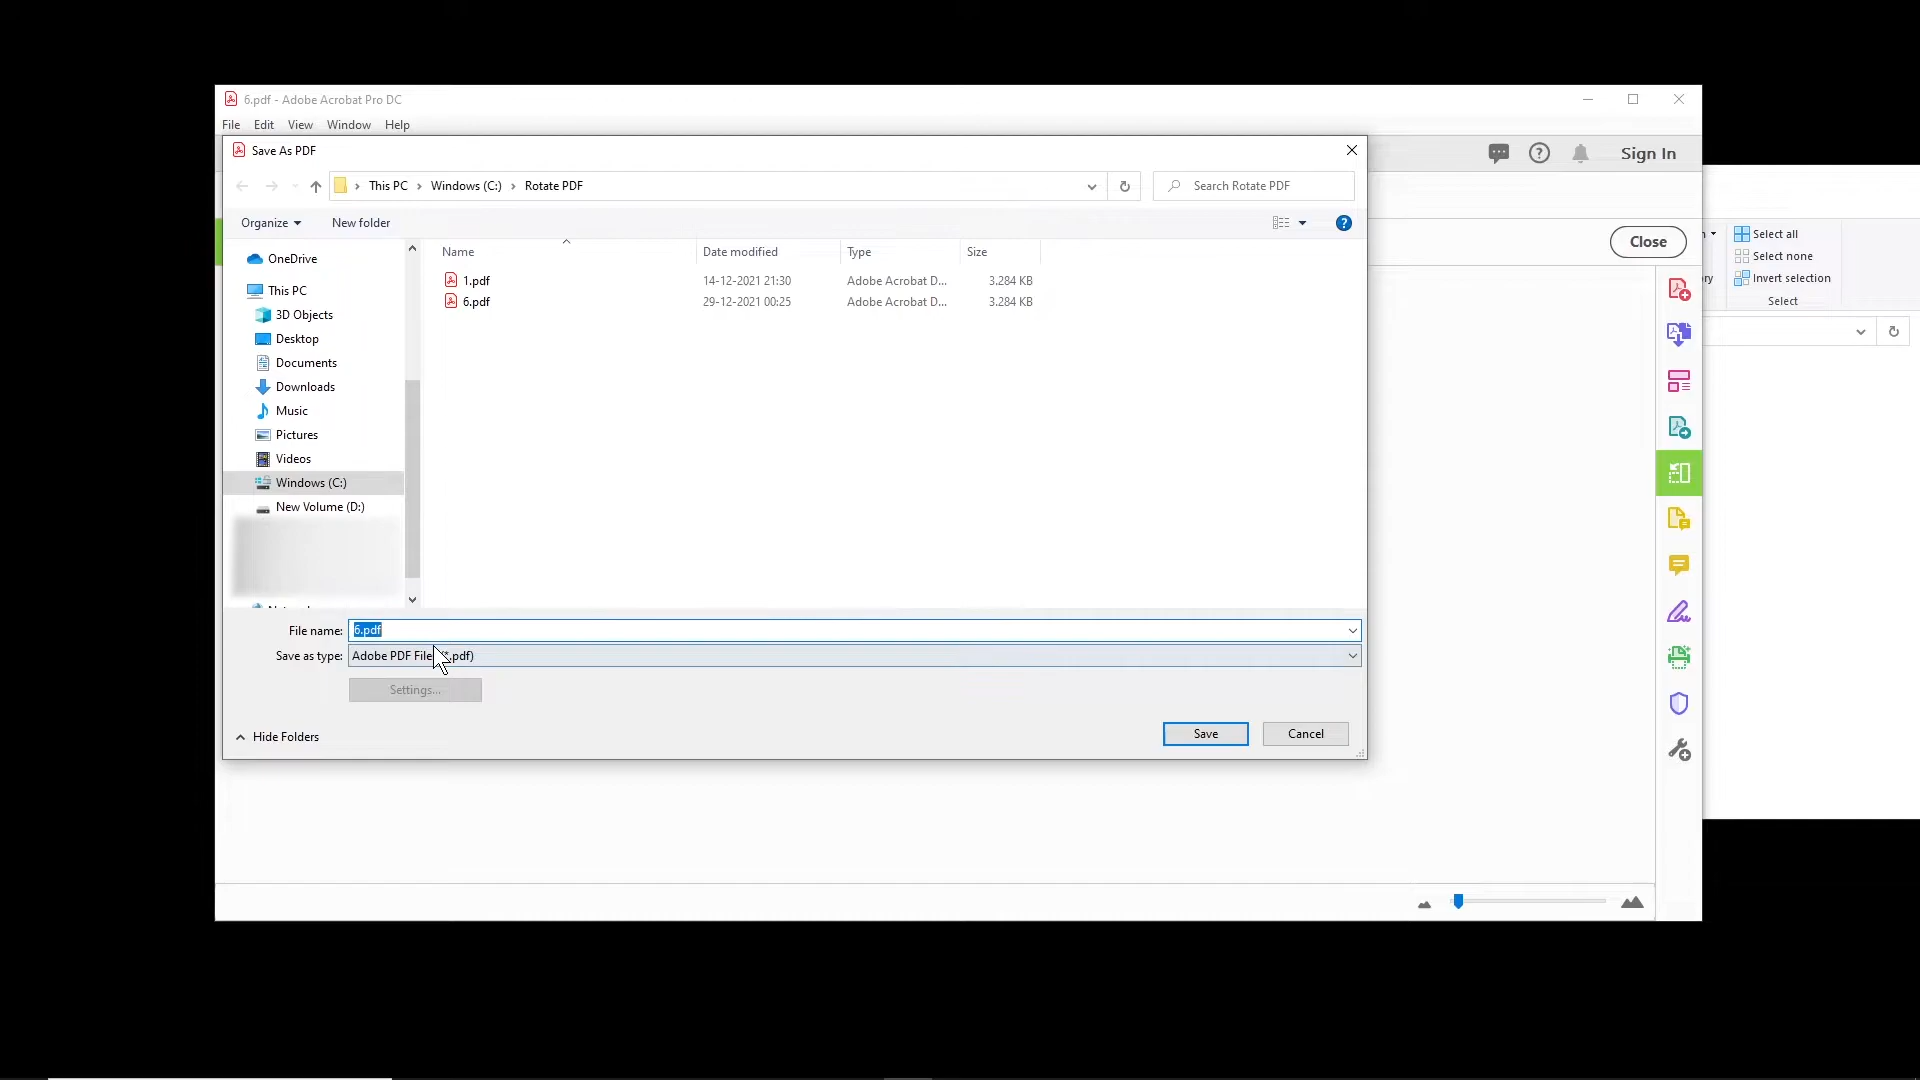 6.pdf - Adobe Acrobat Pro DC
File Edit View Window Help
Save As PDF
Sign In
This PC › Windows (C:) › Rotate PDF
Search Rotate PDF
Organize New folder
Close
Select all
Select none
Invert selection
Select
Name Date modified Type Size
1.pdf 14-12-2021 21:30 Adobe Acrobat D... 3.284 KB
6.pdf 29-12-2021 00:25 Adobe Acrobat D... 3.284 KB
OneDrive
This PC
3D Objects
Desktop
Documents
Downloads
Music
Pictures
Videos
Windows (C:)
New Volume (D:)
File name: 6.pdf
Save as type: Adobe PDF File .pdf)
Settings...
Hide Folders
Save Cancel